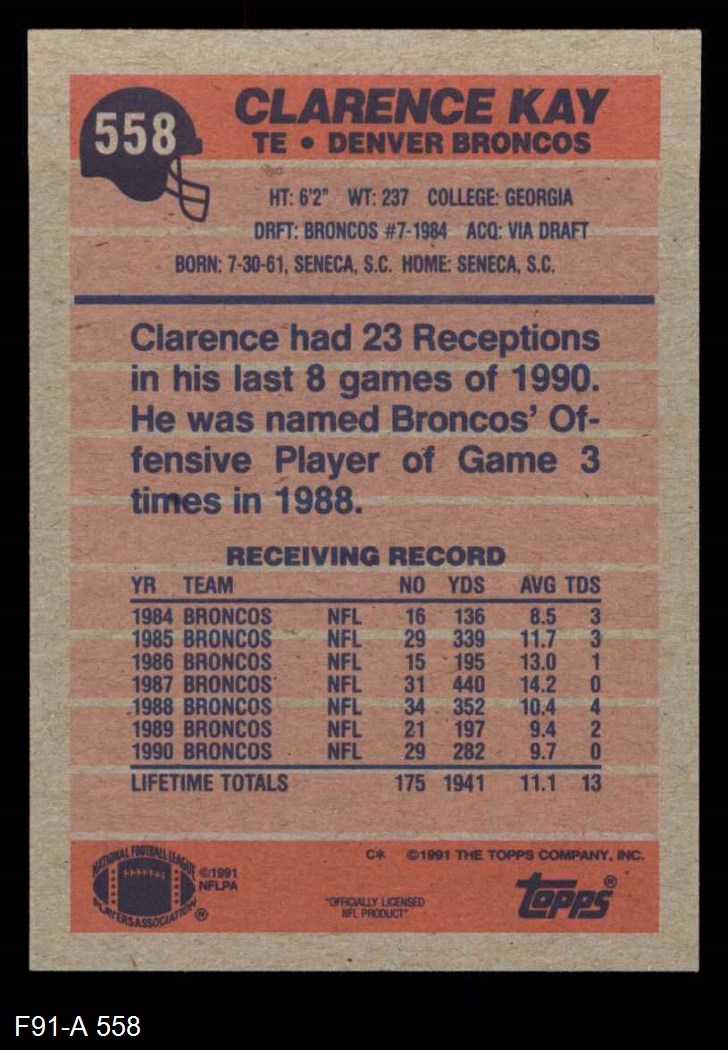 558
CLARENCE KAY
TE • DENVER BRONCOS
HT: 6'2" WT: 237 COLLEGE: GEORGIA
DRFT: BRONCOS #7-1984 ACQ: VIA DRAFT
BORN: 7-30-61, SENECA, S.C. HOME: SENECA, S.C.
Clarence had 23 Receptions
in his last 8 games of 1990.
He was named Broncos' Of-
fensive Player of Game 3
times in 1988.
RECEIVING RECORD
YR TEAM NO YDS AVG TDS
1984 BRONCOS NFL 16 136 8.5 3
1985 BRONCOS NFL 29 339 11.7 3
1986 BRONCOS NFL 15 195 13.0 1
1987 BRONCOS NFL 31 440 14.2 0
1988 BRONCOS NFL 34 352 10.4 4
1989 BRONCOS NFL 21 197 9.4 2
1990 BRONCOS NFL 29 282 9.7 0
LIFETIME TOTALS 175 1941 11.1 13
C* ©1991 THE TOPPS COMPANY, INC.
NATIONAL FOOTBALL LEAGUE
PLAYERS ASSOCIATION ®
©1991
NFLPA
"OFFICIALLY LICENSED
NFL PRODUCT"
topps®
F91-A 558